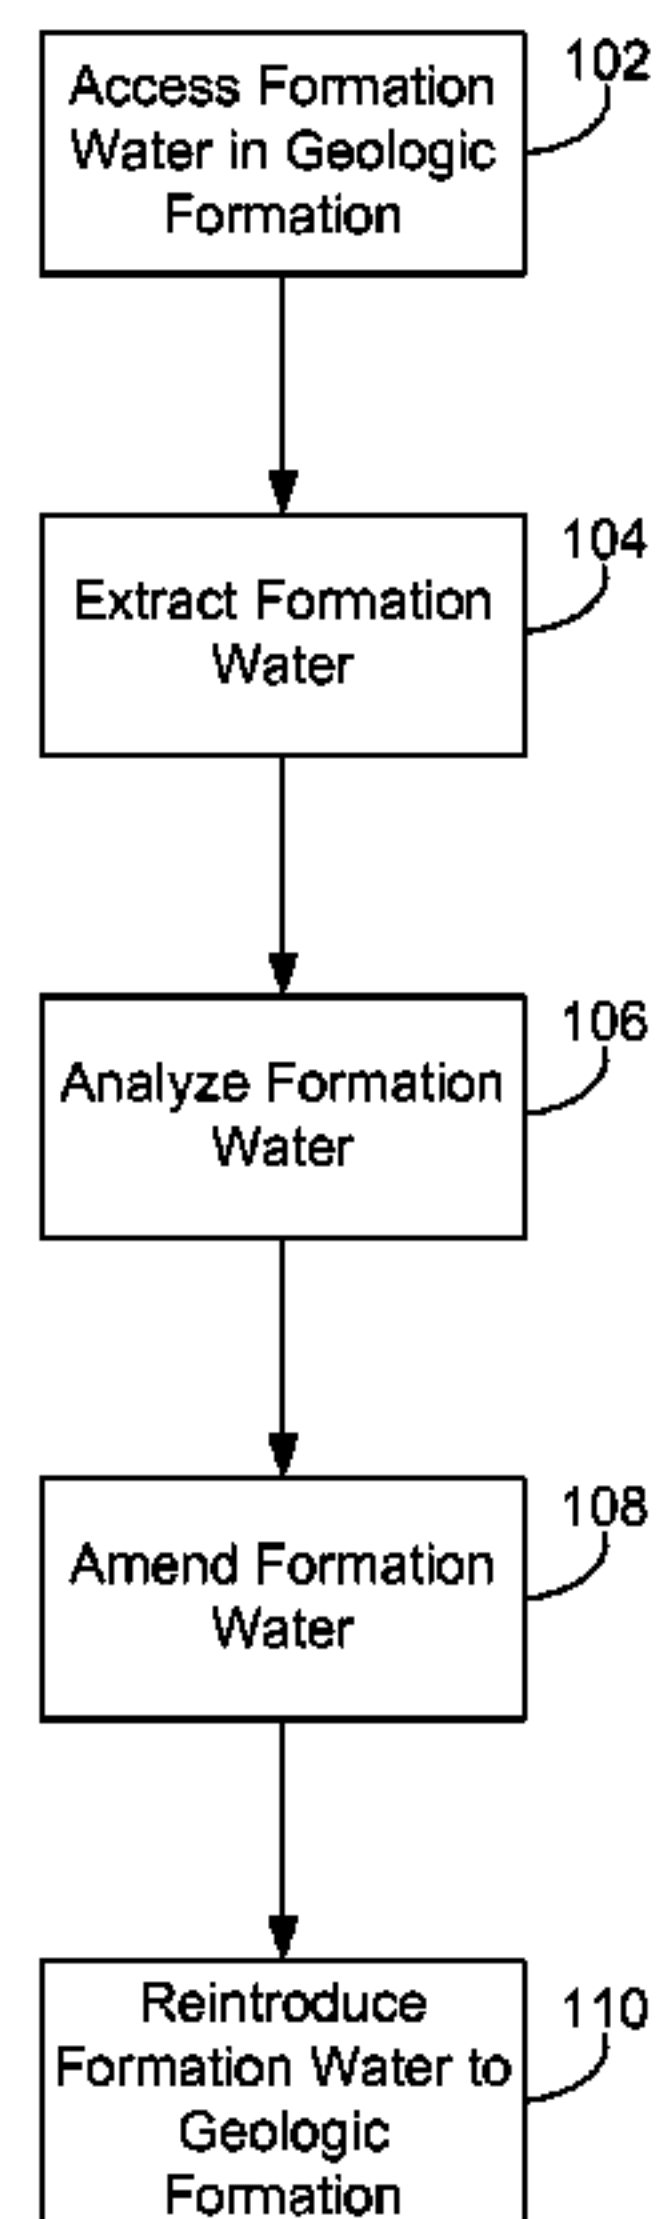 102
Access Formation
Water in Geologic
Formation
104
Extract Formation
Water
106
Analyze Formation
Water
108
Amend Formation
Water
110
Reintroduce
Formation Water to
Geologic
Formation